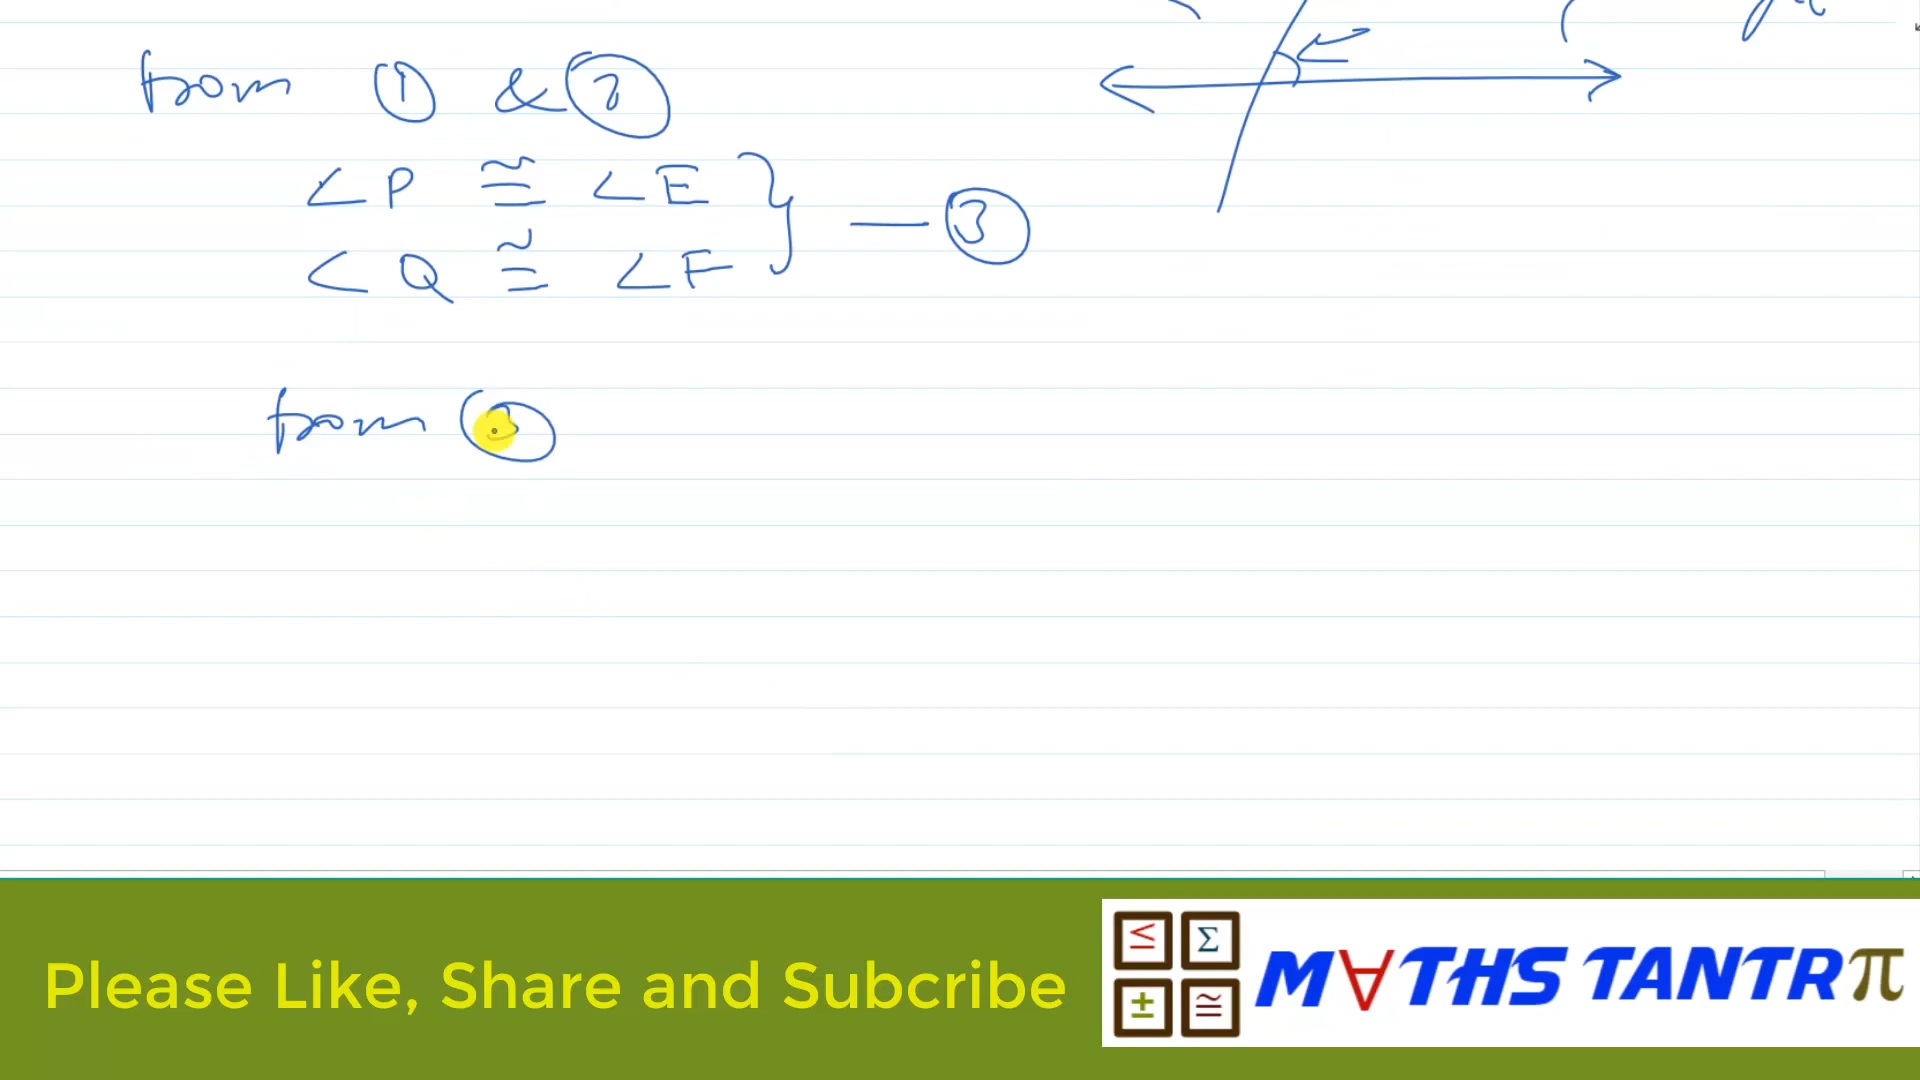 from ① & ②
∠P ≅ ∠E } — ③
∠Q ≅ ∠F
from
Please Like, Share and Subcribe
≤ Σ
± ≅
M∀THS TANTRπ